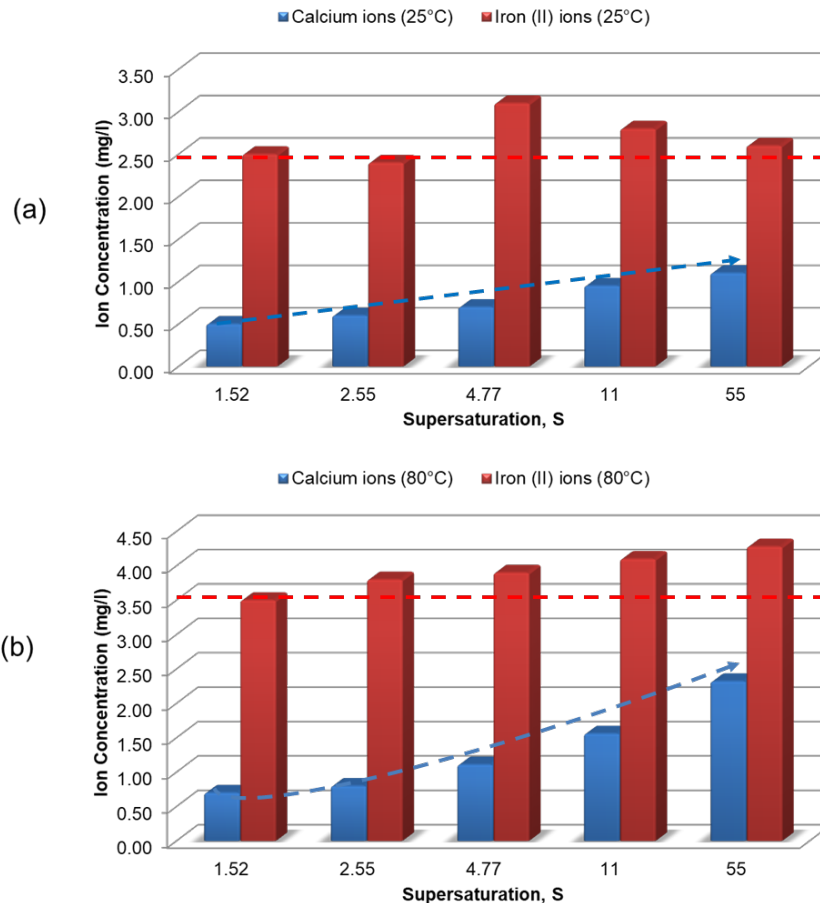 Calcium ions (25°C) Iron (II) ions (25°C)
(a)
Ion Concentration (mg/l)
3.50
3.00
2.50
2.00
1.50
1.00
0.50
0.00
1.52 2.55 4.77 11 55
Supersaturation, S
Calcium ions (80°C) Iron (II) ions (80°C)
(b)
Ion Concentration (mg/l)
4.50
4.00
3.50
3.00
2.50
2.00
1.50
1.00
0.50
0.00
1.52 2.55 4.77 11 55
Supersaturation, S